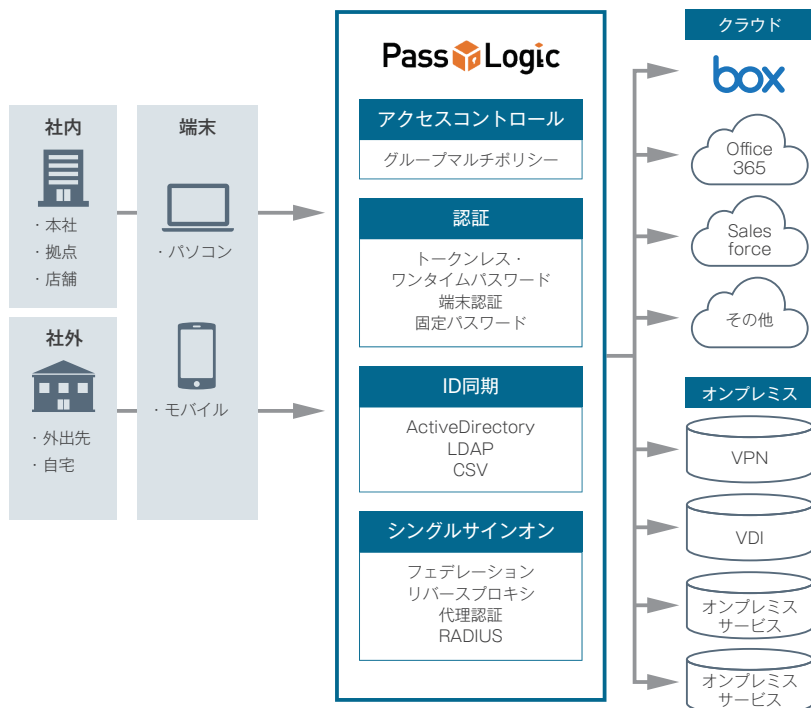 社内
・本社
・拠点
・店舗
社外
・外出先
・自宅
端末
・パソコン
・モバイル
PassLogic
アクセスコントロール
グループマルチポリシー
認証
トークンレス・
ワンタイムパスワード
端末認証
固定パスワード
ID同期
ActiveDirectory
LDAP
CSV
シングルサインオン
フェデレーション
リバースプロキシ
代理認証
RADIUS
クラウド
box
Office
365
Sales
force
その他
オンプレミス
VPN
VDI
オンプレミス
サービス
オンプレミス
サービス